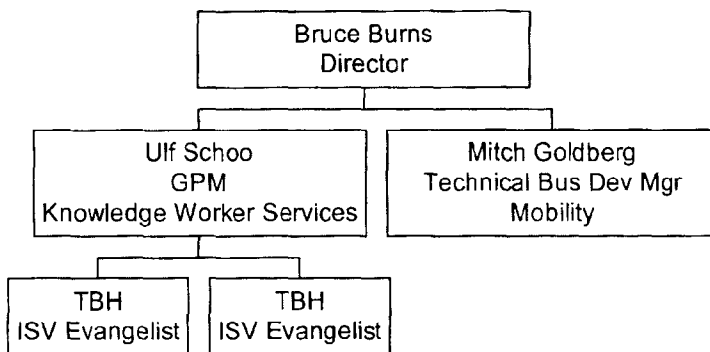 Bruce Burns
Director
Ulf Schoo
GPM
Knowledge Worker Services
Mitch Goldberg
Technical Bus Dev Mgr
Mobility
TBH
ISV Evangelist
TBH
ISV Evangelist